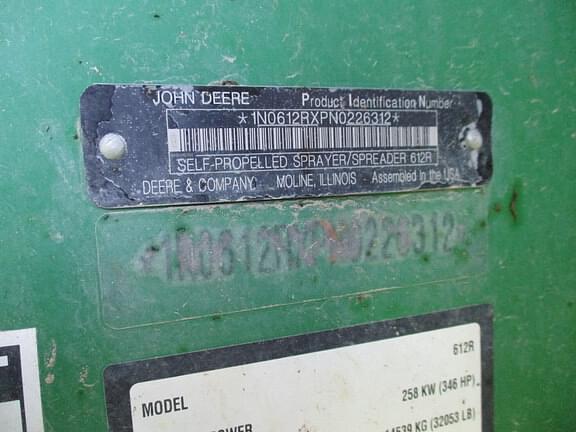 JOHN DEERE Product Identification Number
*1N0612RXPN0226312*
SELF-PROPELLED SPRAYER/SPREADER 612R
DEERE & COMPANY MOLINE, ILLINOIS Assembled in the USA
612R
MODEL 258 KW (346 HP)
(32053 LB)